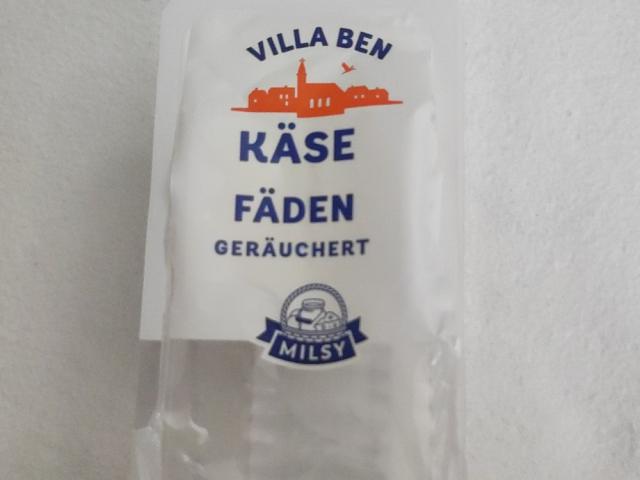 VILLA BEN
KÄSE
FÄDEN
GERÄUCHERT
MILSY